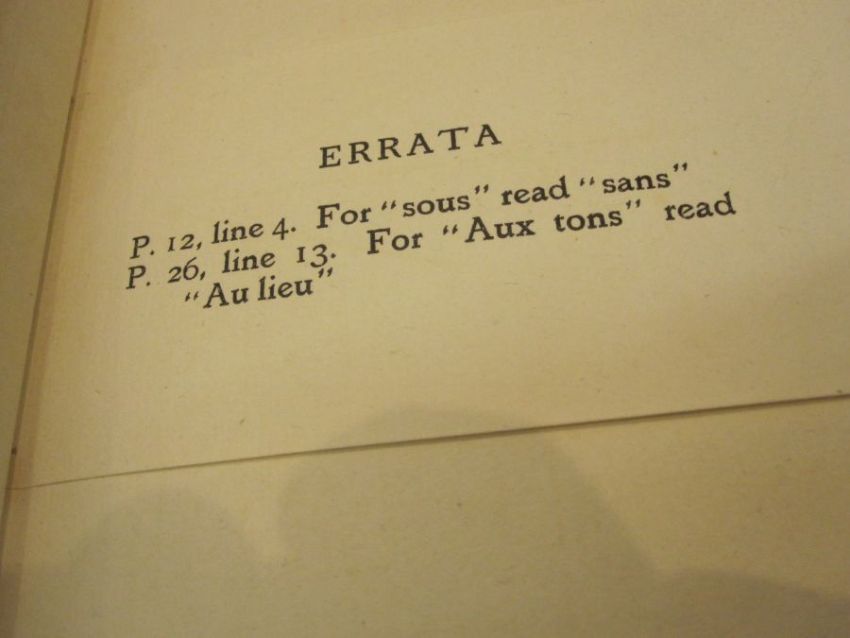 ERRATA
P. 12, line 4. For "sous" read "sans"
P. 26, line 13. For "Aux tons" read
"Au lieu"